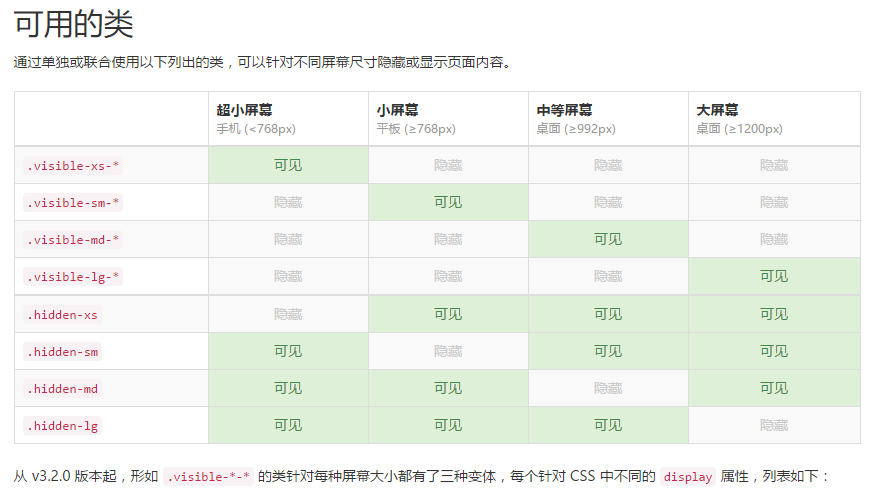 可用的类
通过单独或联合使用以下列出的类，可以针对不同屏幕尺寸隐藏或显示页面内容。
超小屏幕 小屏幕 中等屏幕 大屏幕
手机 (<768px) 平板 (≥768px) 桌面 (≥992px) 桌面 (≥1200px)
.visible-xs-* 可见 隐藏 隐藏 隐藏
.visible-sm-* 隐藏 可见 隐藏 隐藏
.visible-md-* 隐藏 隐藏 可见 隐藏
.visible-lg-* 隐藏 隐藏 隐藏 可见
.hidden-xs 隐藏 可见 可见 可见
.hidden-sm 可见 隐藏 可见 可见
.hidden-md 可见 可见 隐藏 可见
.hidden-lg 可见 可见 可见 隐藏
从 v3.2.0 版本起，形如 .visible-*-* 的类针对每种屏幕大小都有了三种变体，每个针对 CSS 中不同的 display 属性，列表如下：